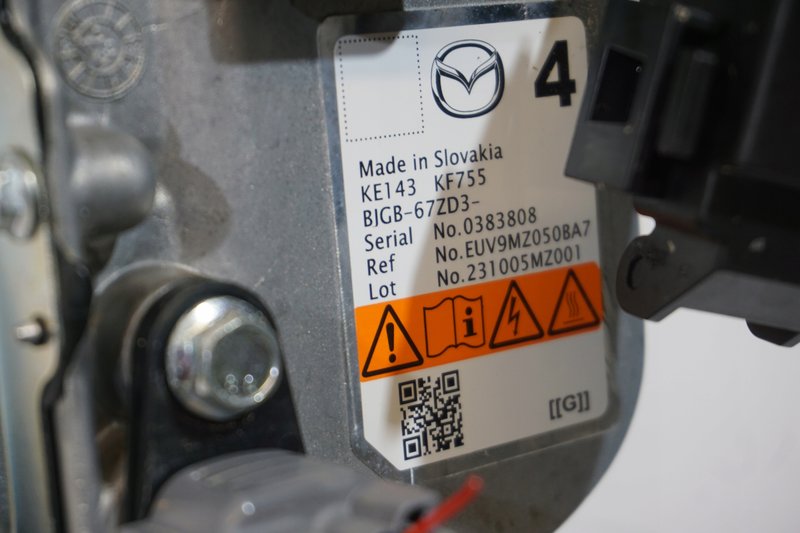 4
Made in Slovakia
KE143 KF755
BJGB-67ZD3-
Serial No.0383808
Ref No.EUV9MZ050BA7
Lot No.231005MZ001
[[G]]